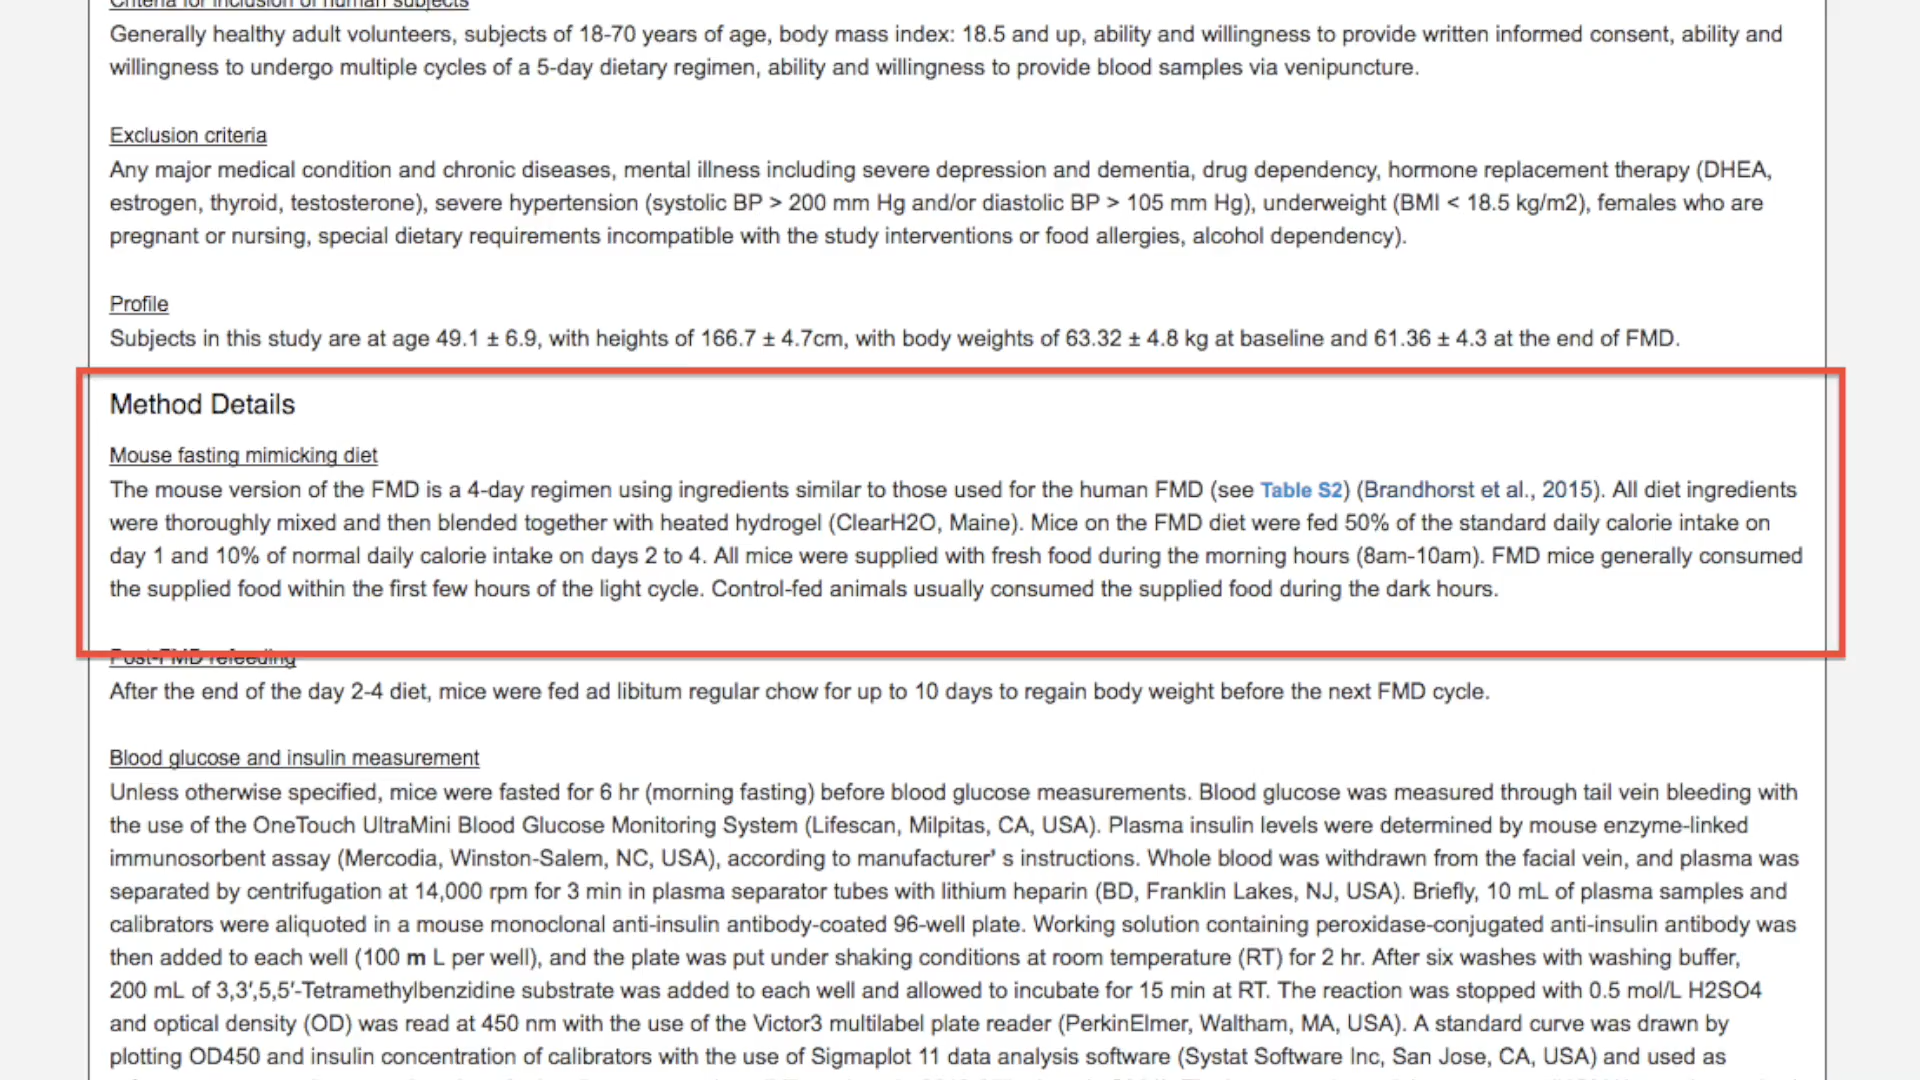 Criteria for inclusion of human subjects
Generally healthy adult volunteers, subjects of 18-70 years of age, body mass index: 18.5 and up, ability and willingness to provide written informed consent, ability and
willingness to undergo multiple cycles of a 5-day dietary regimen, ability and willingness to provide blood samples via venipuncture.
Exclusion criteria
Any major medical condition and chronic diseases, mental illness including severe depression and dementia, drug dependency, hormone replacement therapy (DHEA,
estrogen, thyroid, testosterone), severe hypertension (systolic BP > 200 mm Hg and/or diastolic BP > 105 mm Hg), underweight (BMI < 18.5 kg/m2), females who are
pregnant or nursing, special dietary requirements incompatible with the study interventions or food allergies, alcohol dependency).
Profile
Subjects in this study are at age 49.1 ± 6.9, with heights of 166.7 ± 4.7cm, with body weights of 63.32 ± 4.8 kg at baseline and 61.36 ± 4.3 at the end of FMD.
Method Details
Mouse fasting mimicking diet
The mouse version of the FMD is a 4-day regimen using ingredients similar to those used for the human FMD (see Table S2) (Brandhorst et al., 2015). All diet ingredients
were thoroughly mixed and then blended together with heated hydrogel (ClearH2O, Maine). Mice on the FMD diet were fed 50% of the standard daily calorie intake on
day 1 and 10% of normal daily calorie intake on days 2 to 4. All mice were supplied with fresh food during the morning hours (8am-10am). FMD mice generally consumed
the supplied food within the first few hours of the light cycle. Control-fed animals usually consumed the supplied food during the dark hours.
Post-FMD refeeding
After the end of the day 2-4 diet, mice were fed ad libitum regular chow for up to 10 days to regain body weight before the next FMD cycle.
Blood glucose and insulin measurement
Unless otherwise specified, mice were fasted for 6 hr (morning fasting) before blood glucose measurements. Blood glucose was measured through tail vein bleeding with
the use of the OneTouch UltraMini Blood Glucose Monitoring System (Lifescan, Milpitas, CA, USA). Plasma insulin levels were determined by mouse enzyme-linked
immunosorbent assay (Mercodia, Winston-Salem, NC, USA), according to manufacturer' s instructions. Whole blood was withdrawn from the facial vein, and plasma was
separated by centrifugation at 14,000 rpm for 3 min in plasma separator tubes with lithium heparin (BD, Franklin Lakes, NJ, USA). Briefly, 10 mL of plasma samples and
calibrators were aliquoted in a mouse monoclonal anti-insulin antibody-coated 96-well plate. Working solution containing peroxidase-conjugated anti-insulin antibody was
then added to each well (100 m L per well), and the plate was put under shaking conditions at room temperature (RT) for 2 hr. After six washes with washing buffer,
200 mL of 3,3′,5,5′-Tetramethylbenzidine substrate was added to each well and allowed to incubate for 15 min at RT. The reaction was stopped with 0.5 mol/L H2SO4
and optical density (OD) was read at 450 nm with the use of the Victor3 multilabel plate reader (PerkinElmer, Waltham, MA, USA). A standard curve was drawn by
plotting OD450 and insulin concentration of calibrators with the use of Sigmaplot 11 data analysis software (Systat Software Inc, San Jose, CA, USA) and used as